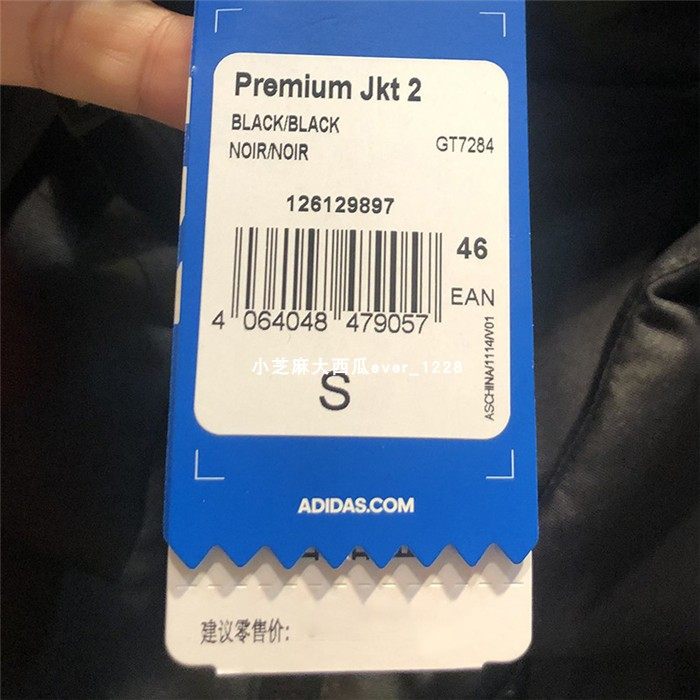 Premium Jkt 2
BLACK/BLACK
NOIR/NOIR
GT7284
126129897
46
EAN
4 064048 479057
ASCHINA/1114/V01
小芝麻大西瓜ever_1228
S
ADIDAS.COM
建议零售价: